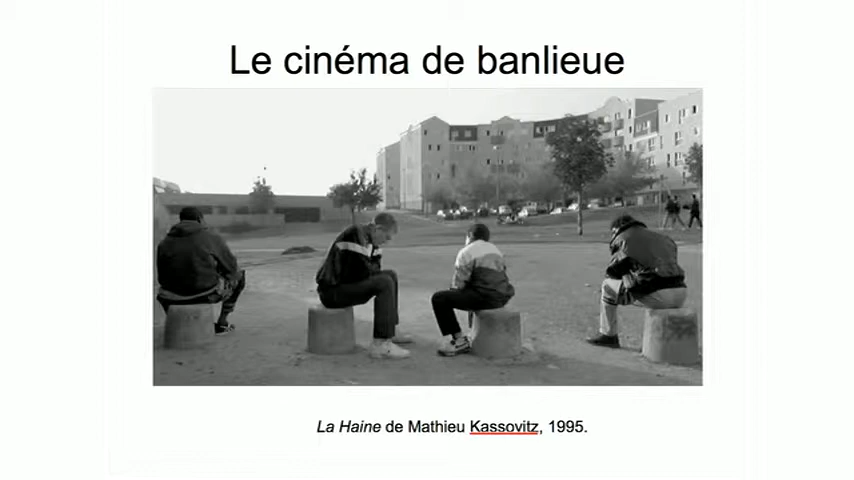 Le cinéma de banlieue
La Haine de Mathieu Kassovitz, 1995.